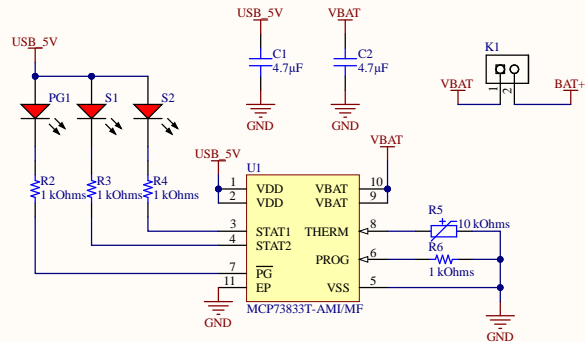 USB_5V
VBAT
USB_5V
K1
C1
4.7µF
C2
4.7µF
VBAT
1
2
BAT+
PG1
S1
S2
GND
GND
VBAT
USB_5V
U1
R2
1 kOhms
R3
1 kOhms
R4
1 kOhms
1 VDD VBAT 10
2 VDD VBAT 9
R5
10 kOhms
3 STAT1 THERM 8
4 STAT2
R6
1 kOhms
PROG 6
7 PG
11 EP VSS 5
MCP73833T-AMI/MF
GND
GND